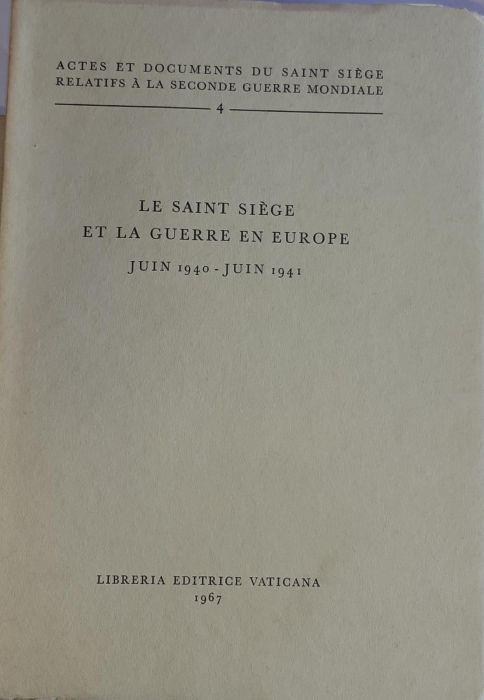 ACTES ET DOCUMENTS DU SAINT SIÈGE
RELATIFS À LA SECONDE GUERRE MONDIALE
4
LE SAINT SIÈGE
ET LA GUERRE EN EUROPE
JUIN 1940 - JUIN 1941
LIBRERIA EDITRICE VATICANA
1967